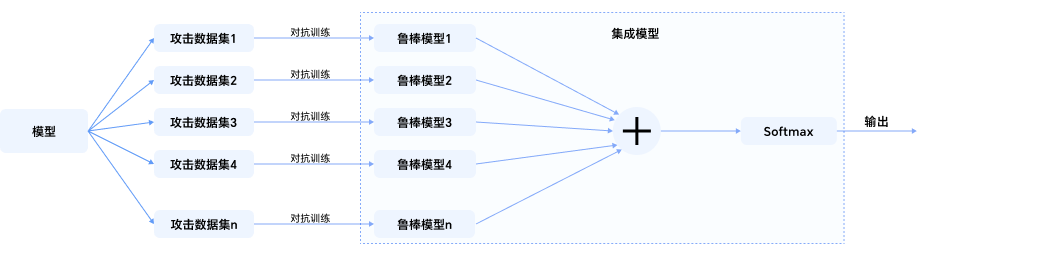 集成模型
攻击数据集1 对抗训练 鲁棒模型1
攻击数据集2 对抗训练 鲁棒模型2
攻击数据集3 对抗训练 鲁棒模型3
模型
Softmax
输出
攻击数据集4 对抗训练 鲁棒模型4
攻击数据集n 对抗训练 鲁棒模型n